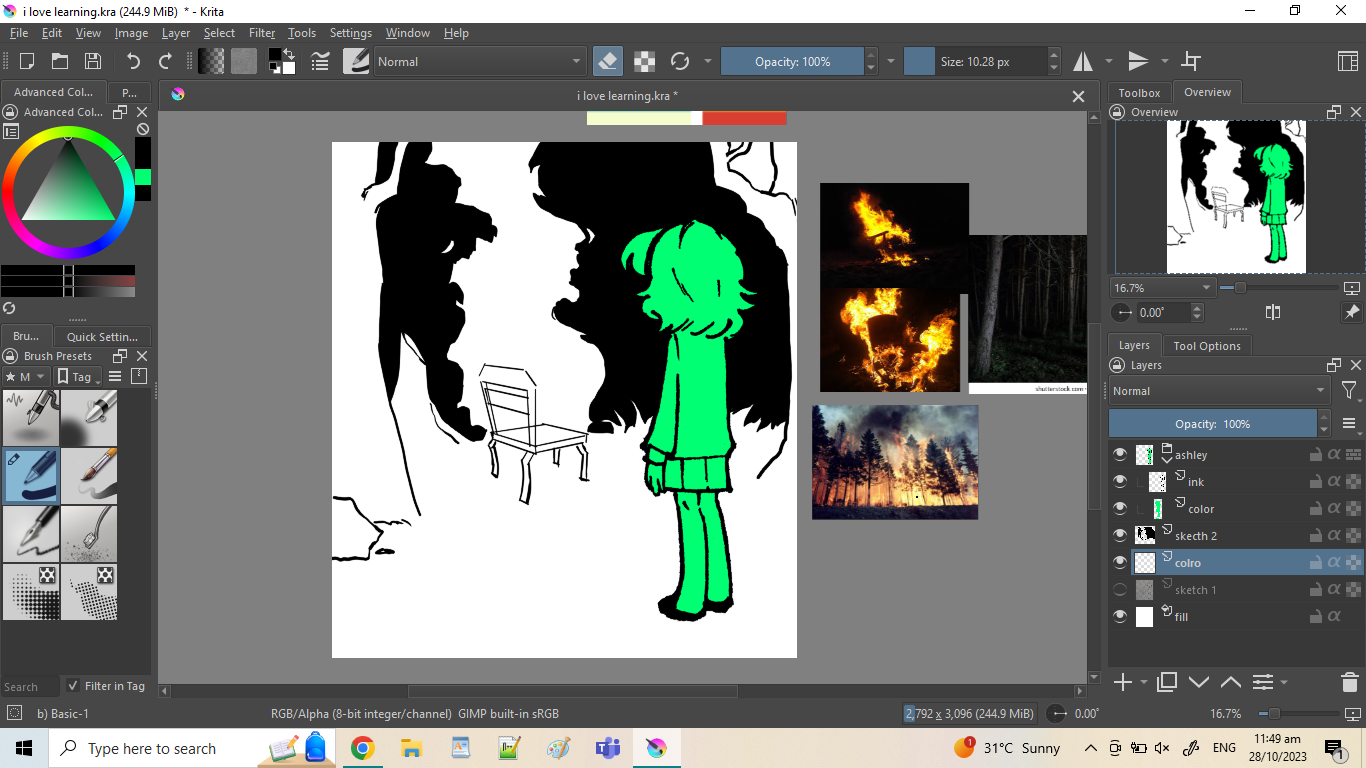 i love learning.kra (244.9 MiB) * - Krita
File Edit View Image Layer Select Filter Tools Settings Window Help
Normal
Opacity: 100%
Size: 10.28 px
Advanced Col...
P...
i love learning.kra *
Toolbox
Overview
Advanced Col...
Overview
16.7%
0.00°
Bru...
Quick Settin...
Layers
Tool Options
Brush Presets
Layers
M
Tag
Normal
Opacity: 100%
shutterstock.com
ashley
ink
color
skecth 2
colro
sketch 1
fill
Search
Filter in Tag
b) Basic-1
RGB/Alpha (8-bit integer/channel) GIMP built-in sRGB
2,792 x 3,096 (244.9 MiB)
0.00°
16.7%
Type here to search
1
31°C Sunny
ENG
11:49 am
28/10/2023
1